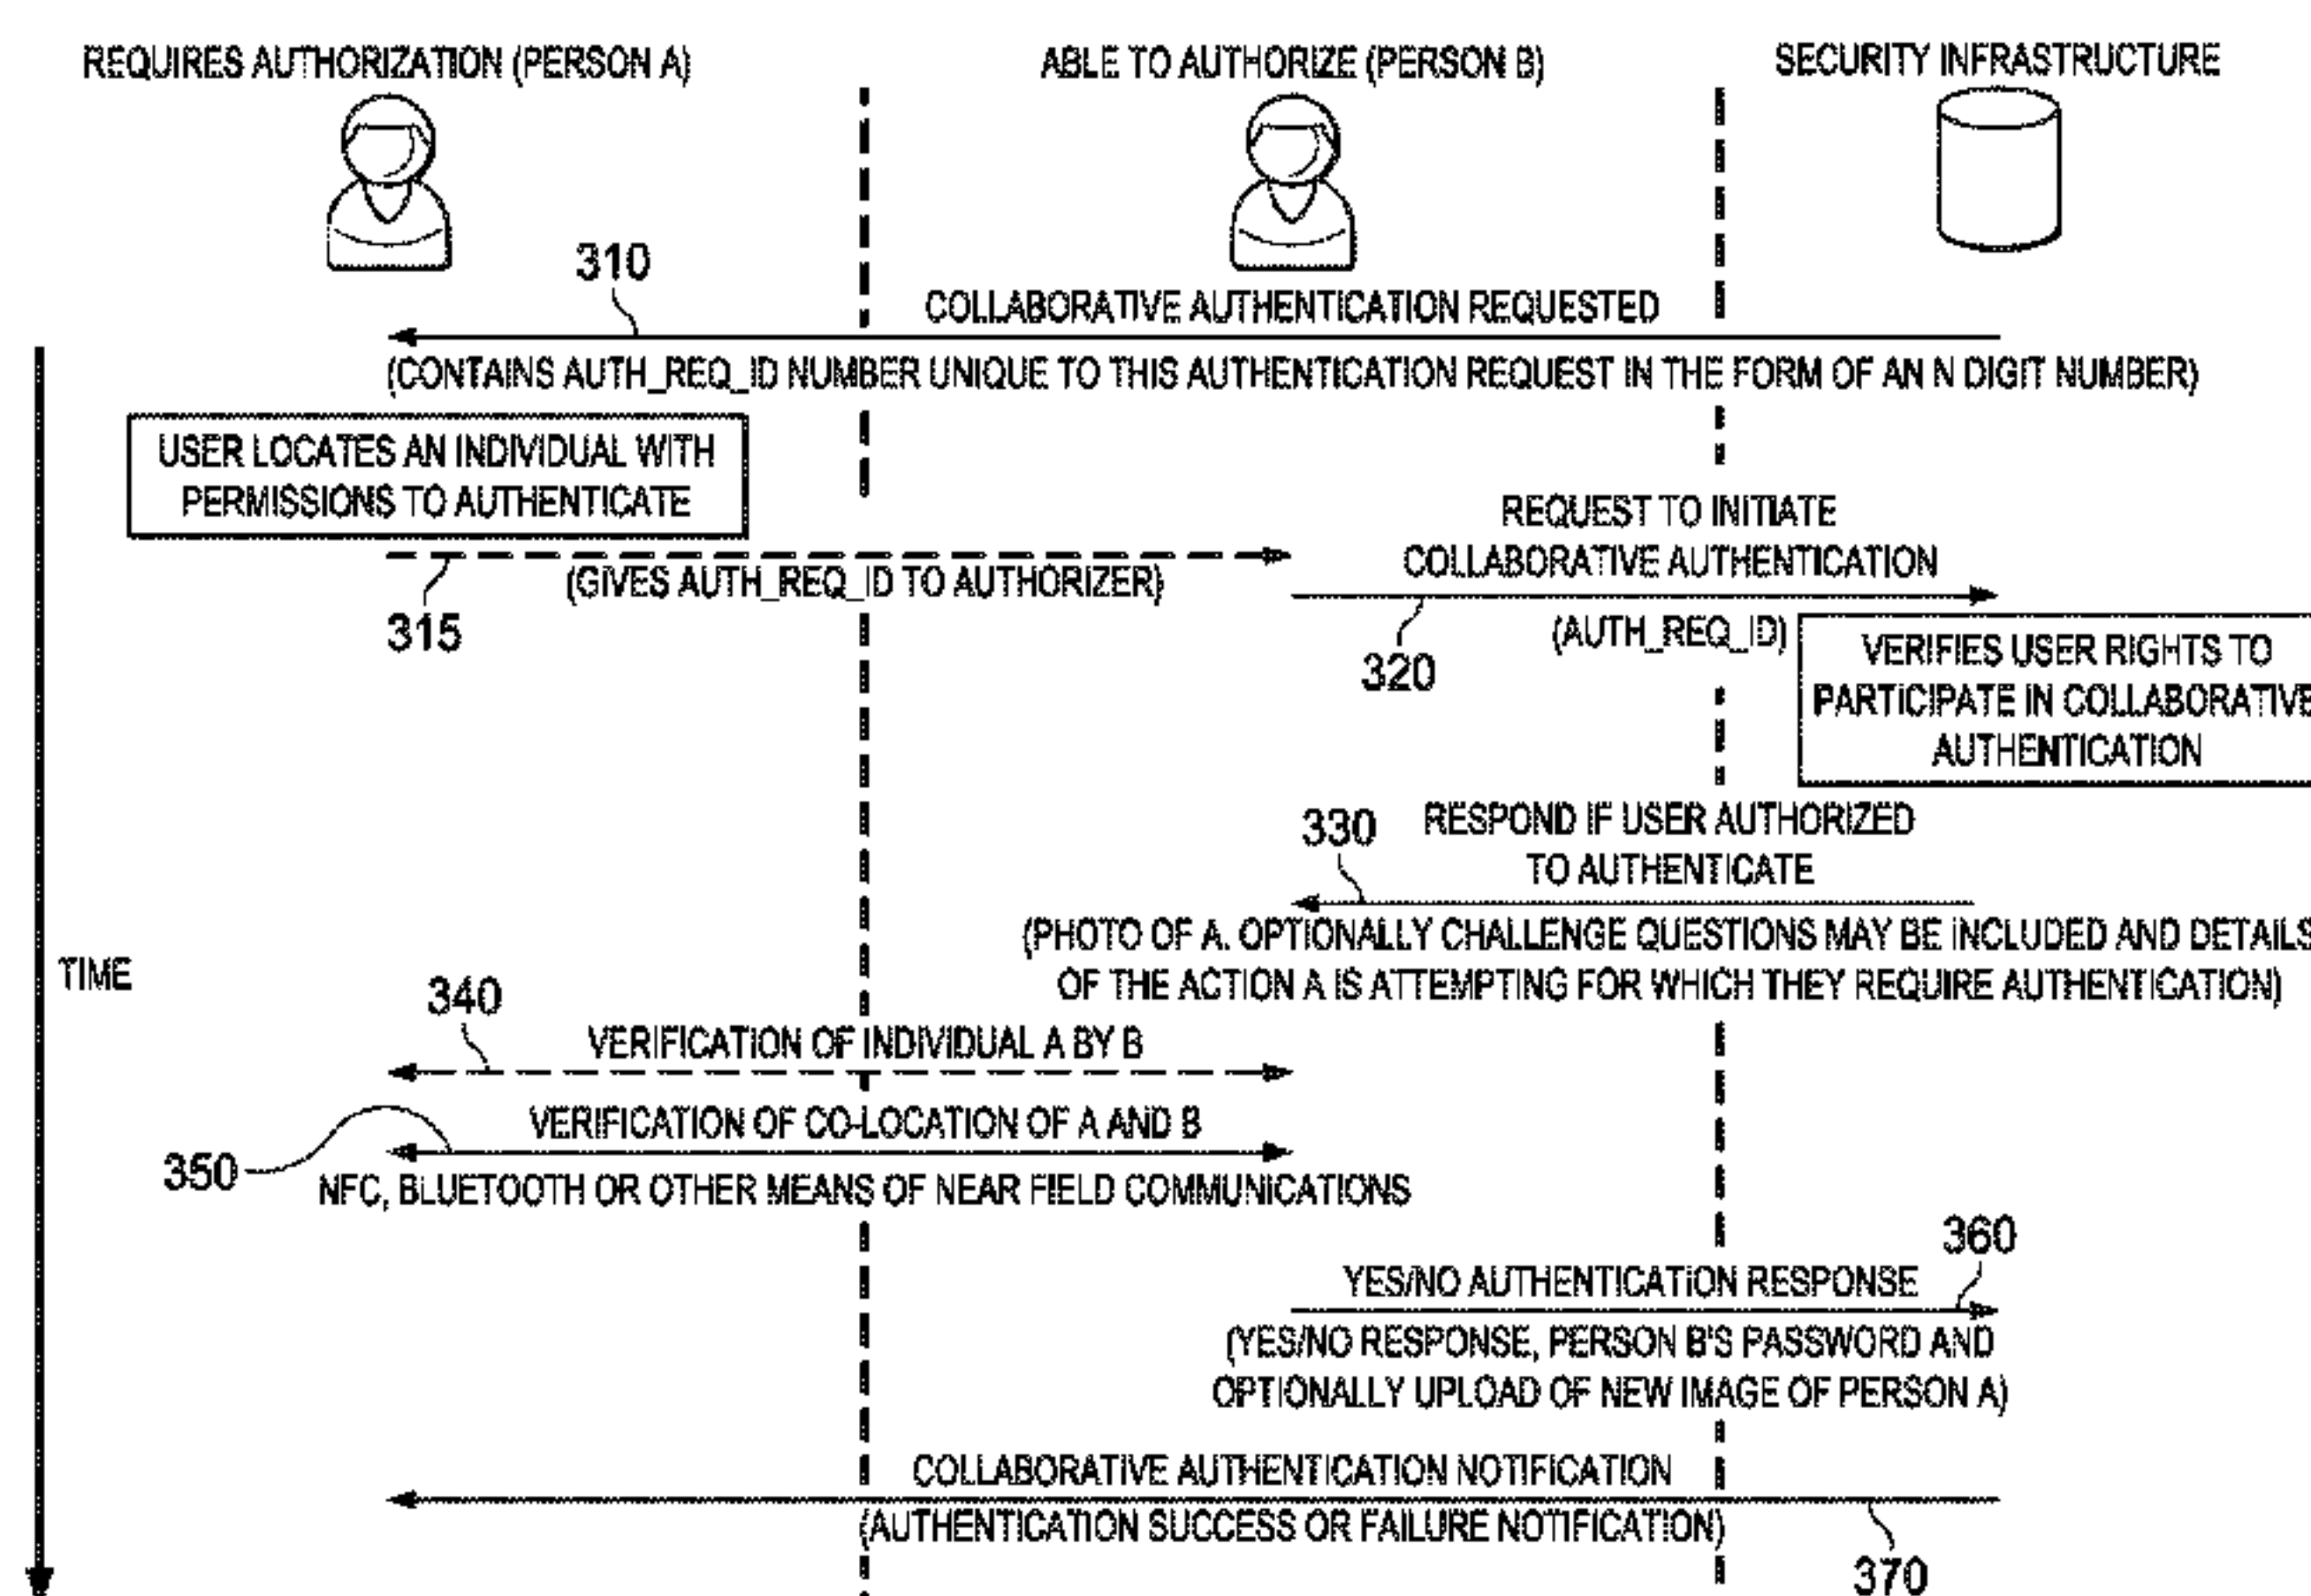 REQUIRES AUTHORIZATION (PERSON A)
ABLE TO AUTHORIZE (PERSON B)
SECURITY INFRASTRUCTURE
310
COLLABORATIVE AUTHENTICATION REQUESTED
(CONTAINS AUTH_REQ_ID NUMBER UNIQUE TO THIS AUTHENTICATION REQUEST IN THE FORM OF AN N DIGIT NUMBER)
USER LOCATES AN INDIVIDUAL WITH
PERMISSIONS TO AUTHENTICATE
(GIVES AUTH_REQ_ID TO AUTHORIZER)
315
REQUEST TO INITIATE
COLLABORATIVE AUTHENTICATION
(AUTH_REQ_ID)
320
VERIFIES USER RIGHTS TO
PARTICIPATE IN COLLABORATIVE
AUTHENTICATION
330
RESPOND IF USER AUTHORIZED
TO AUTHENTICATE
(PHOTO OF A. OPTIONALLY CHALLENGE QUESTIONS MAY BE INCLUDED AND DETAILS
OF THE ACTION A IS ATTEMPTING FOR WHICH THEY REQUIRE AUTHENTICATION)
TIME
340
VERIFICATION OF INDIVIDUAL A BY B
VERIFICATION OF CO-LOCATION OF A AND B
350
NFC, BLUETOOTH OR OTHER MEANS OF NEAR FIELD COMMUNICATIONS
360
YES/NO AUTHENTICATION RESPONSE
(YES/NO RESPONSE, PERSON B'S PASSWORD AND
OPTIONALLY UPLOAD OF NEW IMAGE OF PERSON A)
COLLABORATIVE AUTHENTICATION NOTIFICATION
(AUTHENTICATION SUCCESS OR FAILURE NOTIFICATION)
370